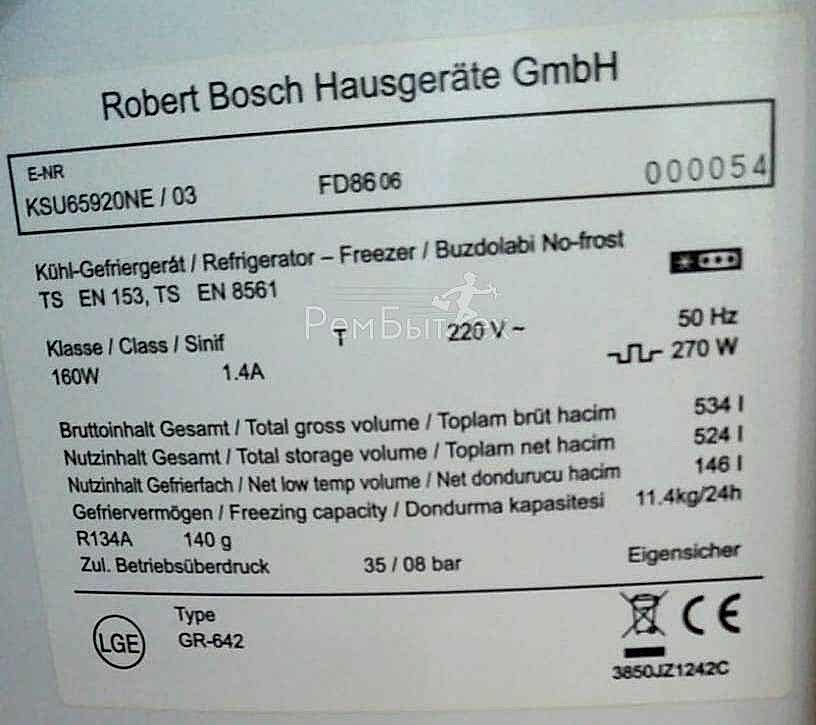 Robert Bosch Hausgeräte GmbH
E-NR
KSU65920NE / 03 FD86 06 000054
Kühl-Gefriergerät / Refrigerator – Freezer / Buzdolabi No-frost
TS EN 153, TS EN 8561
РемБытТех
Klasse / Class / Sinif T 220 V ~ 50 Hz
160W 1.4A 270 W
Bruttoinhalt Gesamt / Total gross volume / Toplam brüt hacim 534 l
Nutzinhalt Gesamt / Total storage volume / Toplam net hacim 524 l
Nutzinhalt Gefrierfach / Net low temp volume / Net dondurucu hacim 146 l
Gefriervermögen / Freezing capacity / Dondurma kapasitesi 11.4kg/24h
R134A 140 g
Zul. Betriebsüberdruck 35 / 08 bar Eigensicher
LGE
Type
GR-642
CE
3850JZ1242C